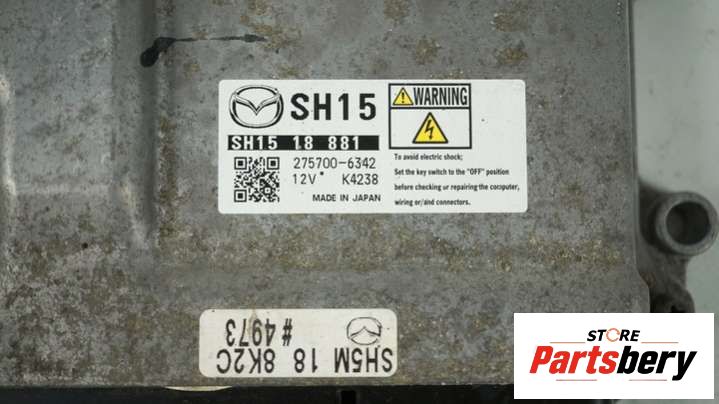 SH15
SH15 18 881
275700-6342
12V* K4238
MADE IN JAPAN
WARNING
To avoid electric shock;
Set the key switch to the "OFF" position
before checking or repairing the computer,
wiring or/and connectors.
SH5M 18 8K2C
#4973
STORE
Partsbery